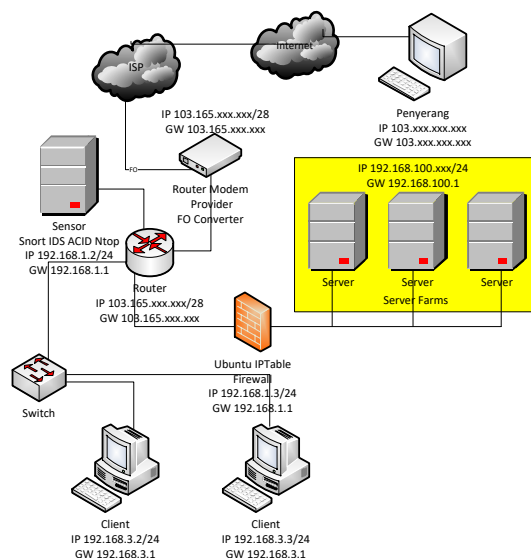 ISP
Internet
Penyerang
IP 103.xxx.xxx.xxx
GW 103.xxx.xxx.xxx
IP 103.165.xxx.xxx/28
GW 103.165.xxx.xxx
FO
Router Modem
Provider
FO Converter
IP 192.168.100.xxx/24
GW 192.168.100.1
Server
Server
Server
Server Farms
Sensor
Snort IDS ACID Ntop
IP 192.168.1.2/24
GW 192.168.1.1
Router
IP 103.165.xxx.xxx/28
GW 103.165.xxx.xxx
Ubuntu IPTable
Firewall
IP 192.168.1.3/24
GW 192.168.1.1
Switch
Client
IP 192.168.3.2/24
GW 192.168.3.1
Client
IP 192.168.3.3/24
GW 192.168.3.1